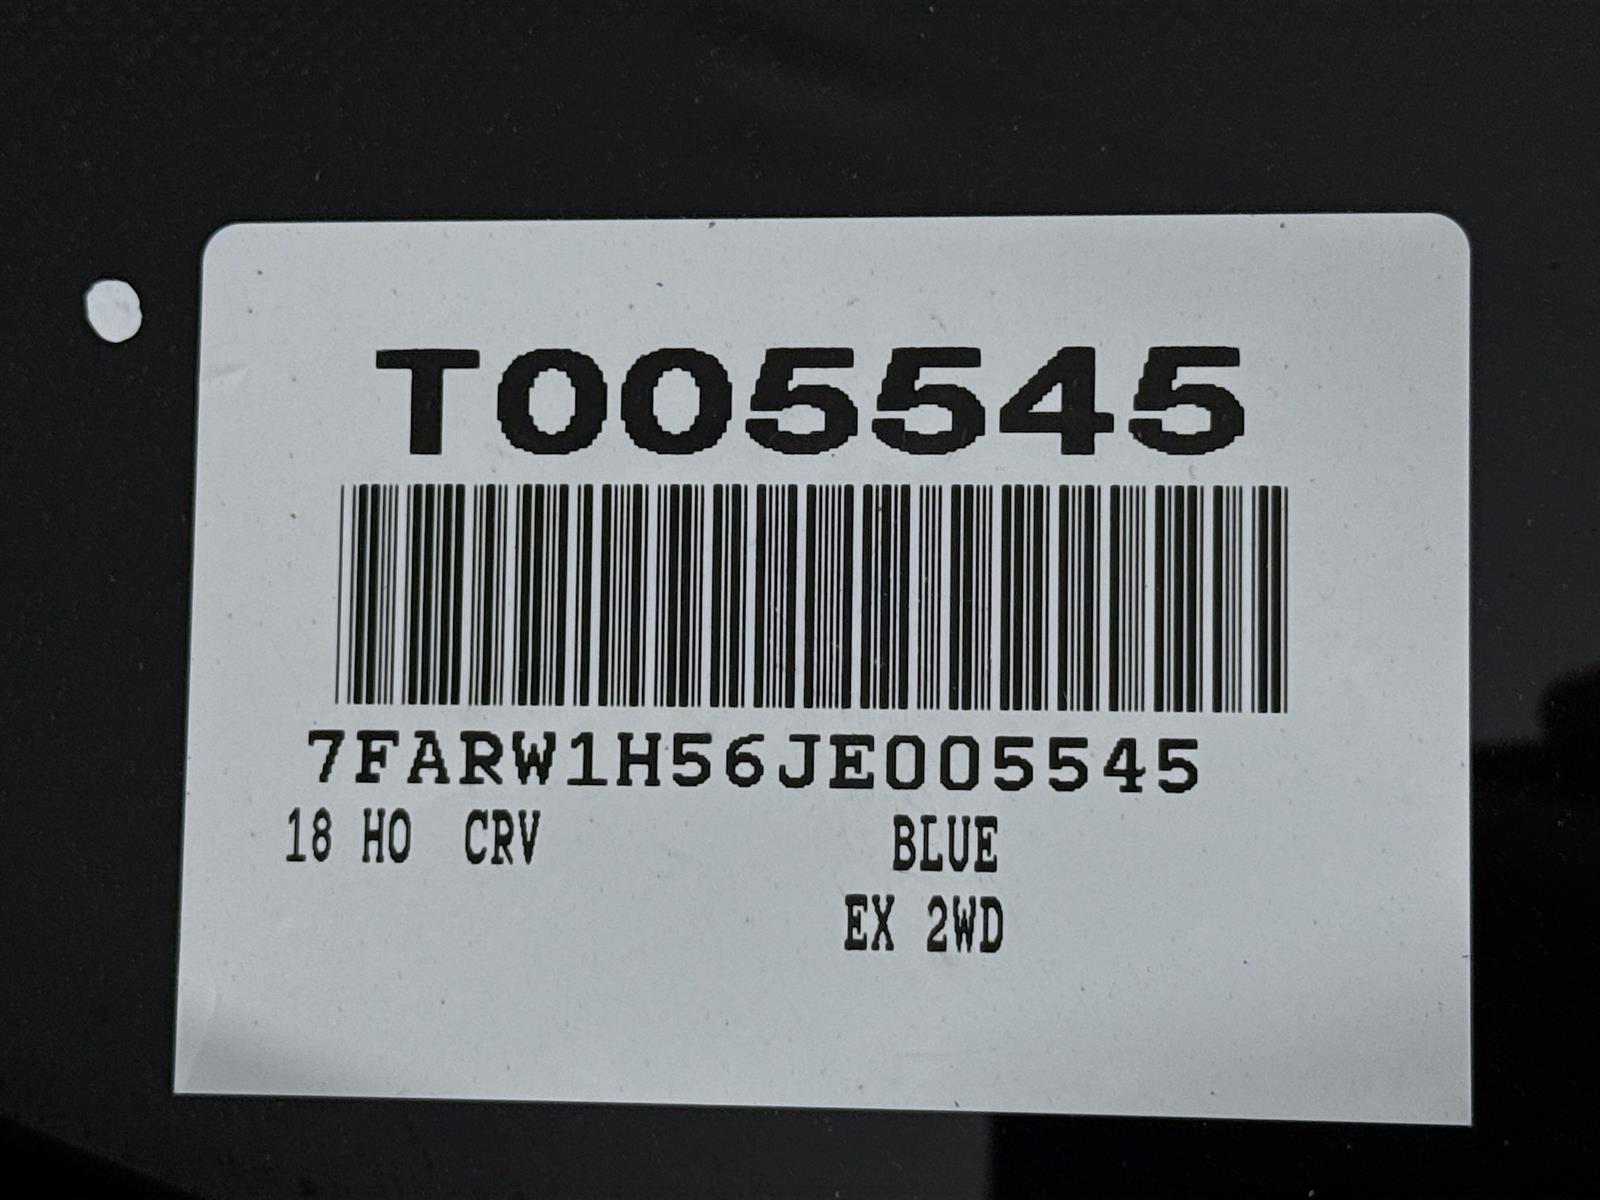 T005545
7FARW1H56JE005545
18 HO CRV BLUE
EX 2WD